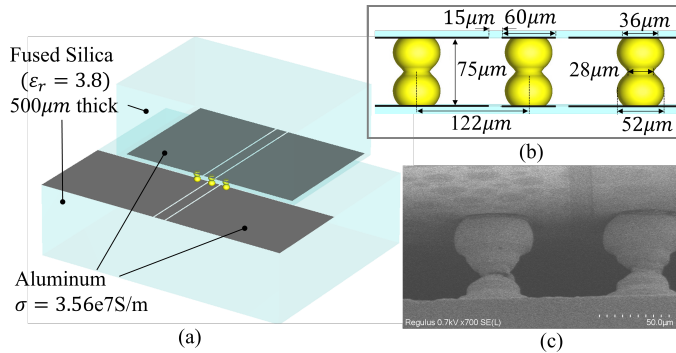 Fused Silica
(εᵣ = 3.8)
500μm thick
Aluminum
σ = 3.56e7S/m
(a)
15μm
60μm
36μm
75μm
28μm
122μm
52μm
(b)
Regulus 0.7kV x700 SE(L)
50.0μm
(c)